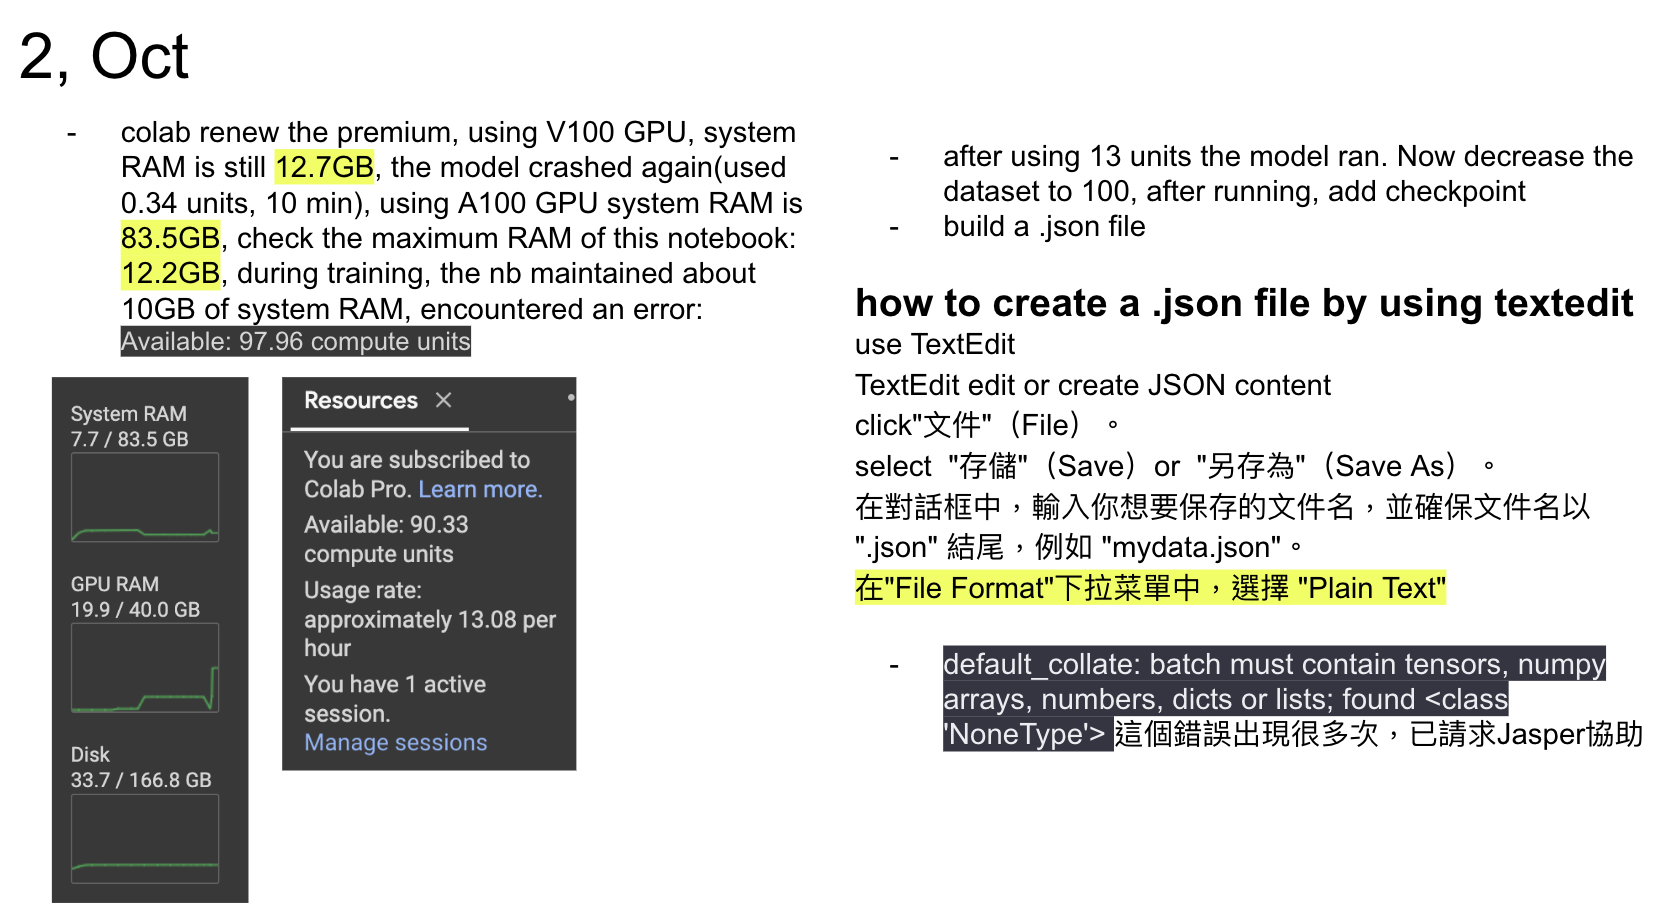 2, Oct
- colab renew the premium, using V100 GPU, system
RAM is still 12.7GB, the model crashed again(used
0.34 units, 10 min), using A100 GPU system RAM is
83.5GB, check the maximum RAM of this notebook:
12.2GB, during training, the nb maintained about
10GB of system RAM, encountered an error:
Available: 97.96 compute units
System RAM
7.7 / 83.5 GB
GPU RAM
19.9 / 40.0 GB
Disk
33.7 / 166.8 GB
Resources ×
You are subscribed to
Colab Pro. Learn more.
Available: 90.33
compute units
Usage rate:
approximately 13.08 per
hour
You have 1 active
session.
Manage sessions
- after using 13 units the model ran. Now decrease the
dataset to 100, after running, add checkpoint
- build a .json file
how to create a .json file by using textedit
use TextEdit
TextEdit edit or create JSON content
click"文件"（File）。
select "存儲"（Save）or "另存為"（Save As）。
在對話框中，輸入你想要保存的文件名，並確保文件名以
".json" 結尾，例如 "mydata.json"。
在"File Format"下拉菜單中，選擇 "Plain Text"
- default_collate: batch must contain tensors, numpy
arrays, numbers, dicts or lists; found <class
'NoneType'> 這個錯誤出現很多次，已請求Jasper協助